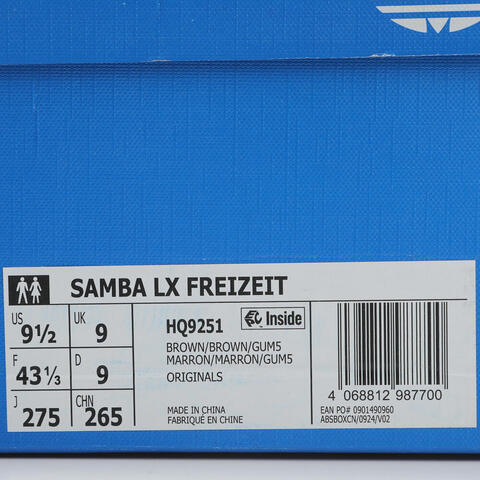 SAMBA LX FREIZEIT
US 9½ UK 9
F 43⅓ D 9
J 275 CHN 265
HQ9251
Inside
BROWN/BROWN/GUM5
MARRON/MARRON/GUM5
ORIGINALS
MADE IN CHINA
FABRIQUÉ EN CHINE
4 068812 987700
EAN PO# 0901490960
ABSBOXCN/0924/V02